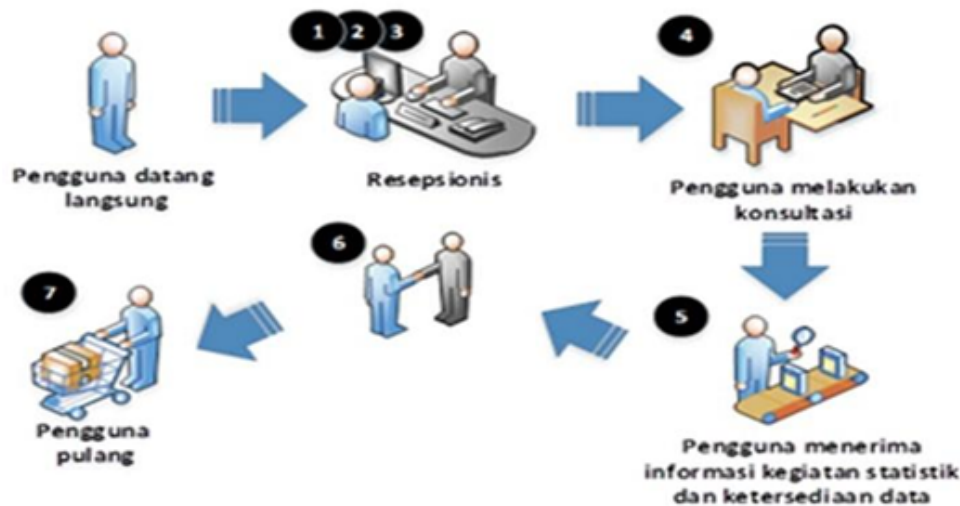 1 2 3
4
Pengguna datang
langsung
Resepsionis
Pengguna melakukan
konsultasi
5
Pengguna menerima
informasi kegiatan statistik
dan ketersediaan data
6
7
Pengguna
pulang